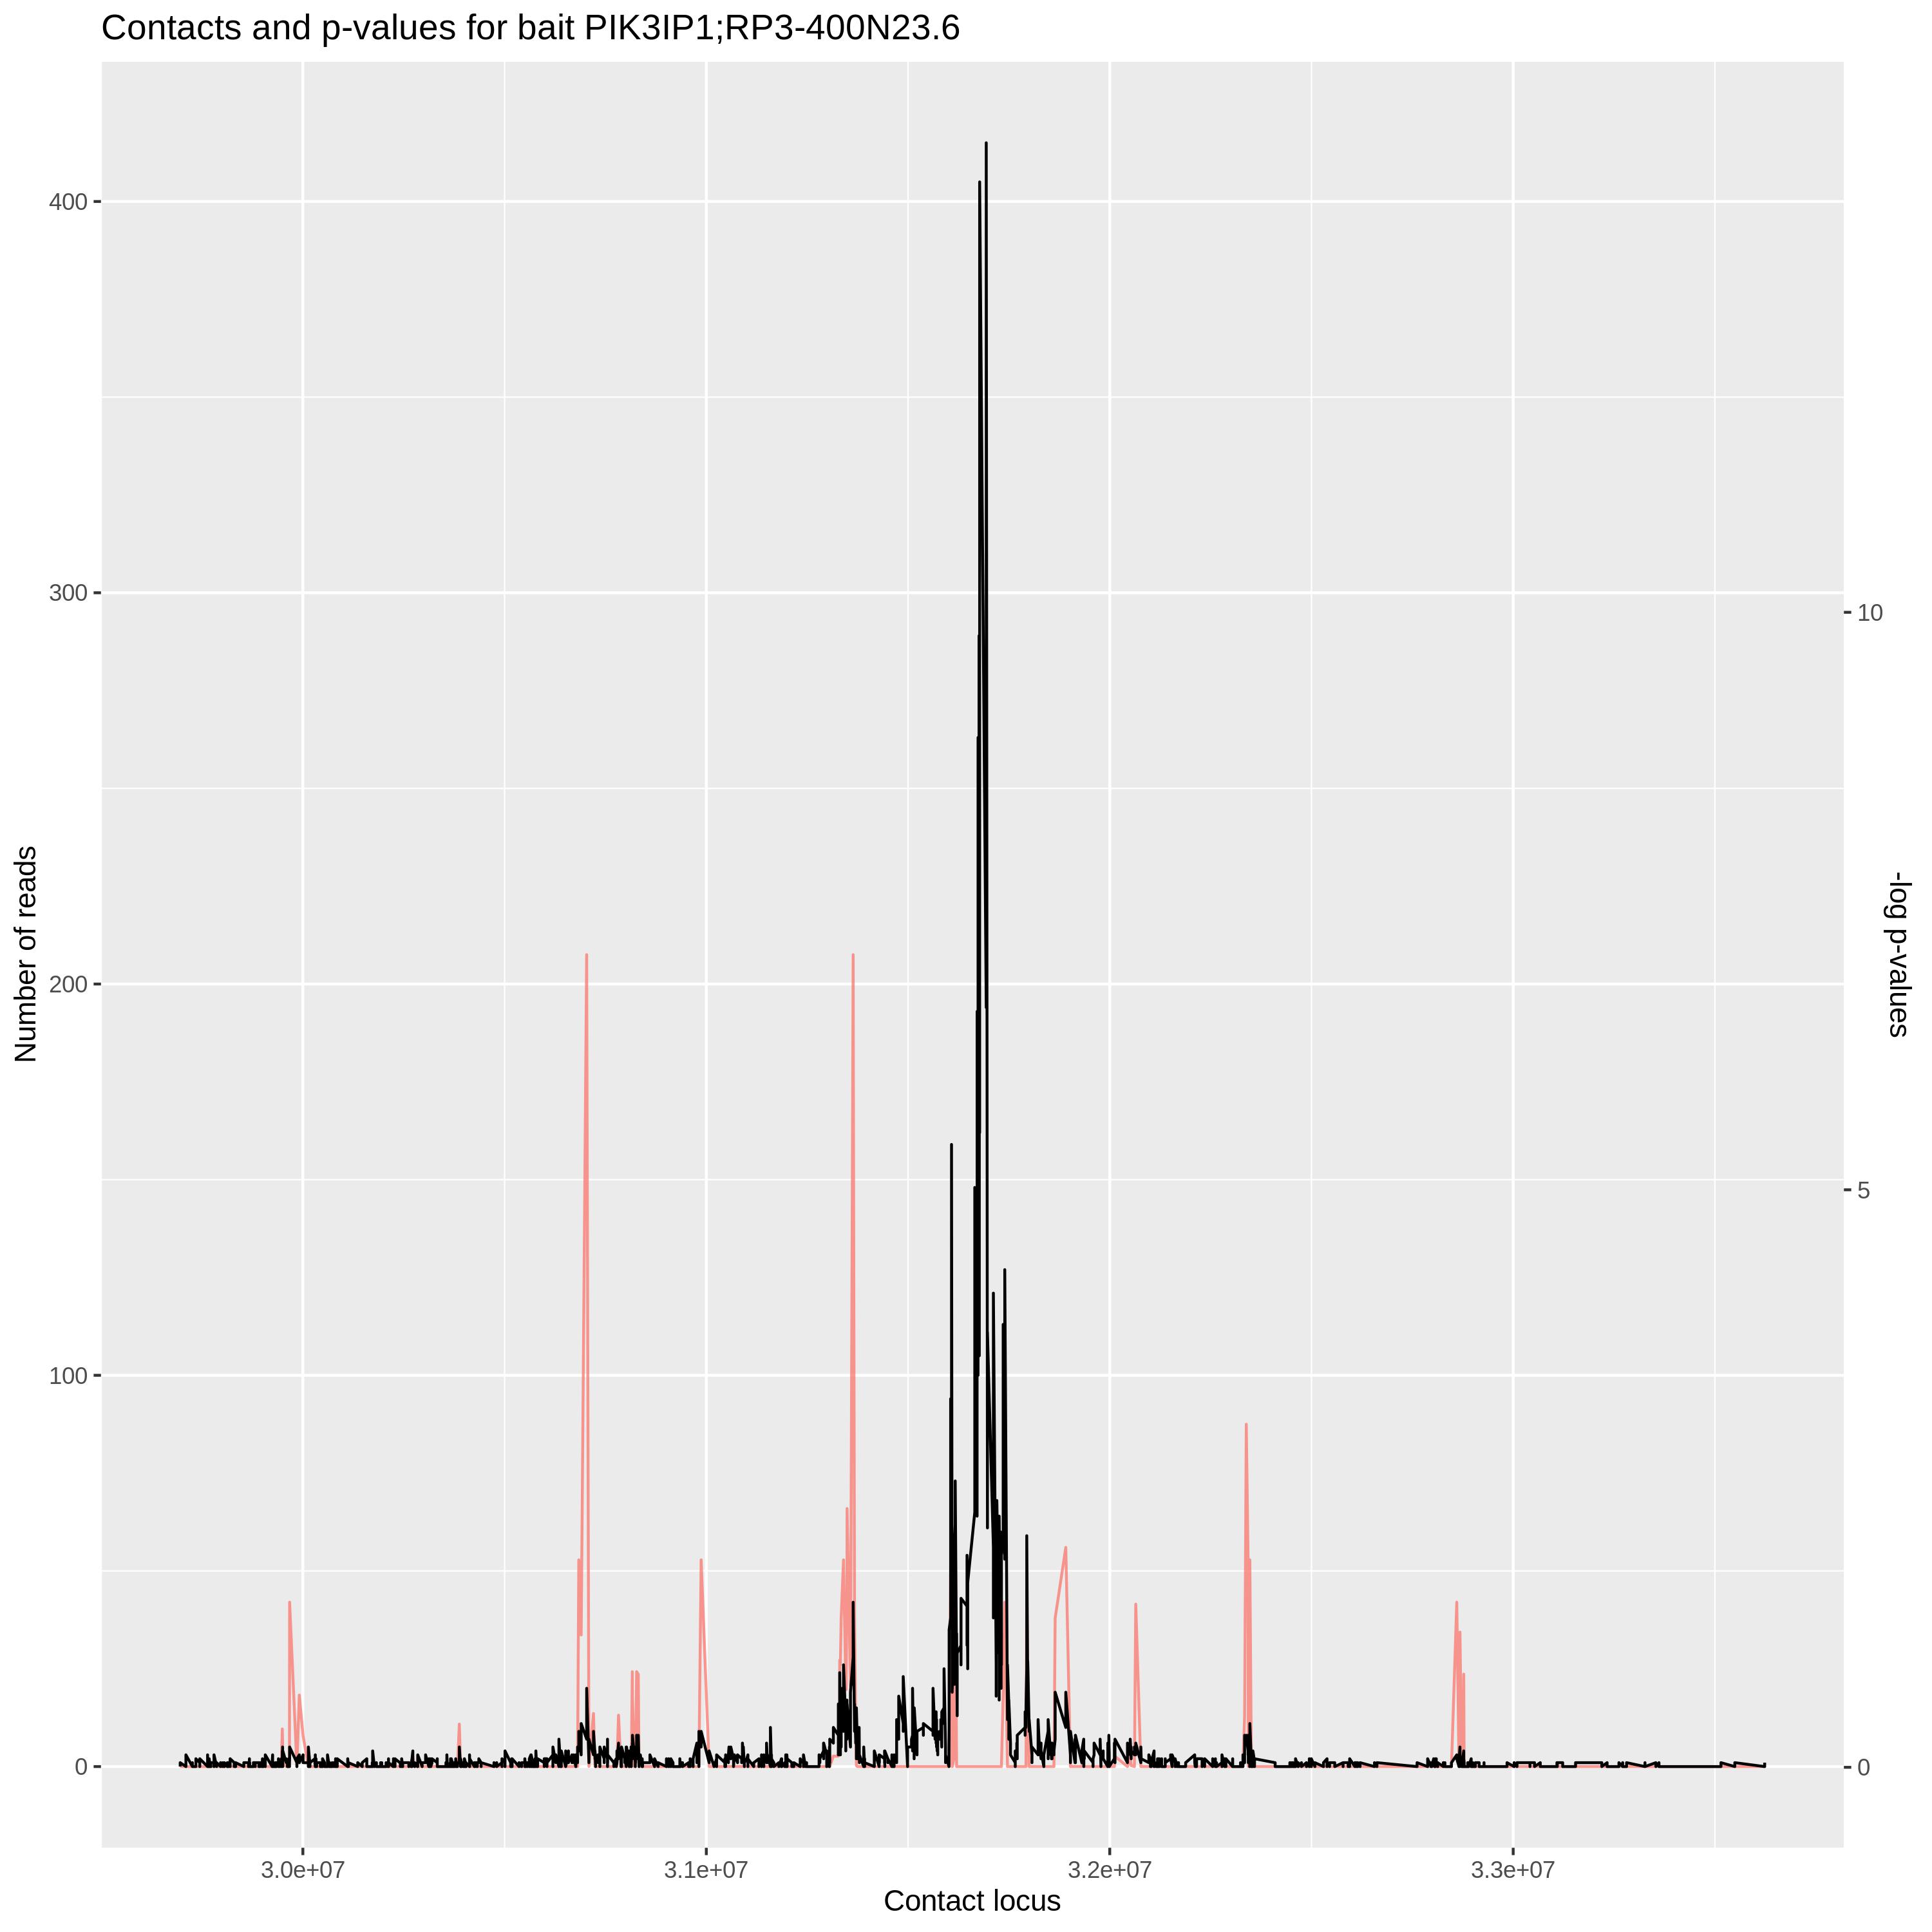 Contacts and p-values for bait PIK3IP1;RP3-400N23.6
400
300
200
100
0
Number of reads
10
5
0
-log p-values
3.0e+07
3.1e+07
3.2e+07
3.3e+07
Contact locus